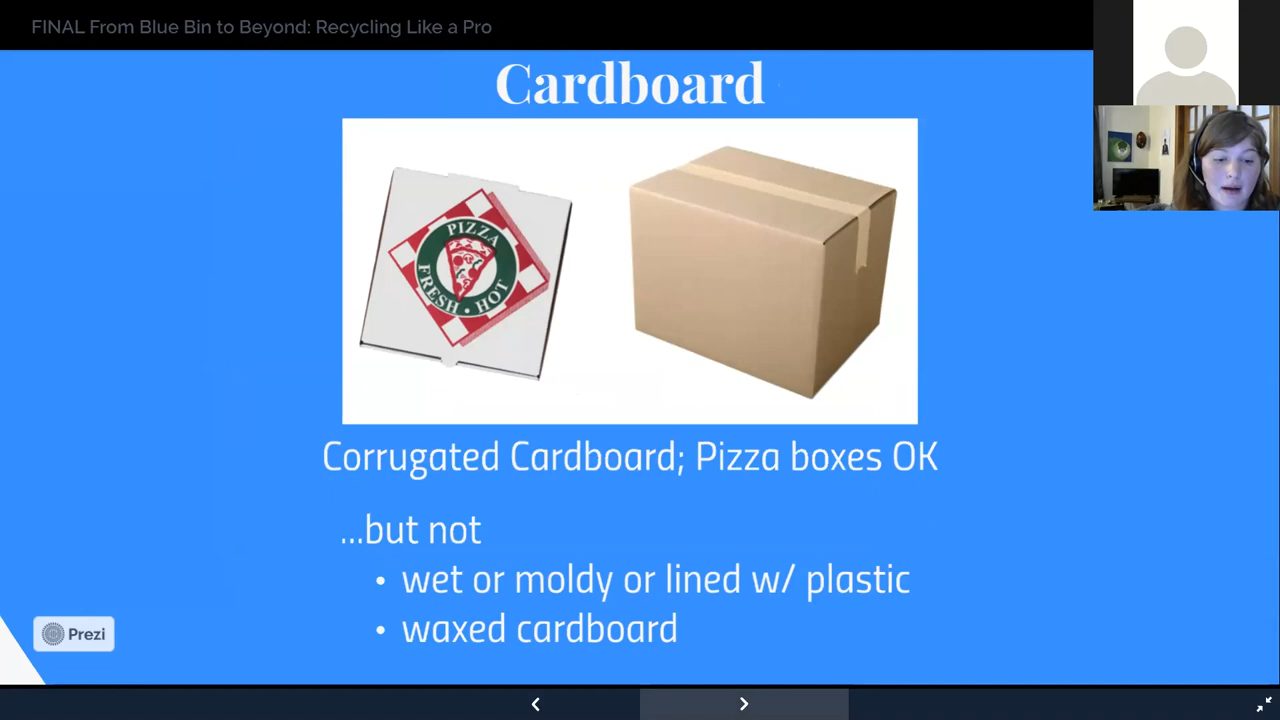 FINAL From Blue Bin to Beyond: Recycling Like a Pro
Cardboard
PIZZA
FRESH • HOT
Corrugated Cardboard; Pizza boxes OK
...but not
• wet or moldy or lined w/ plastic
• waxed cardboard
Prezi